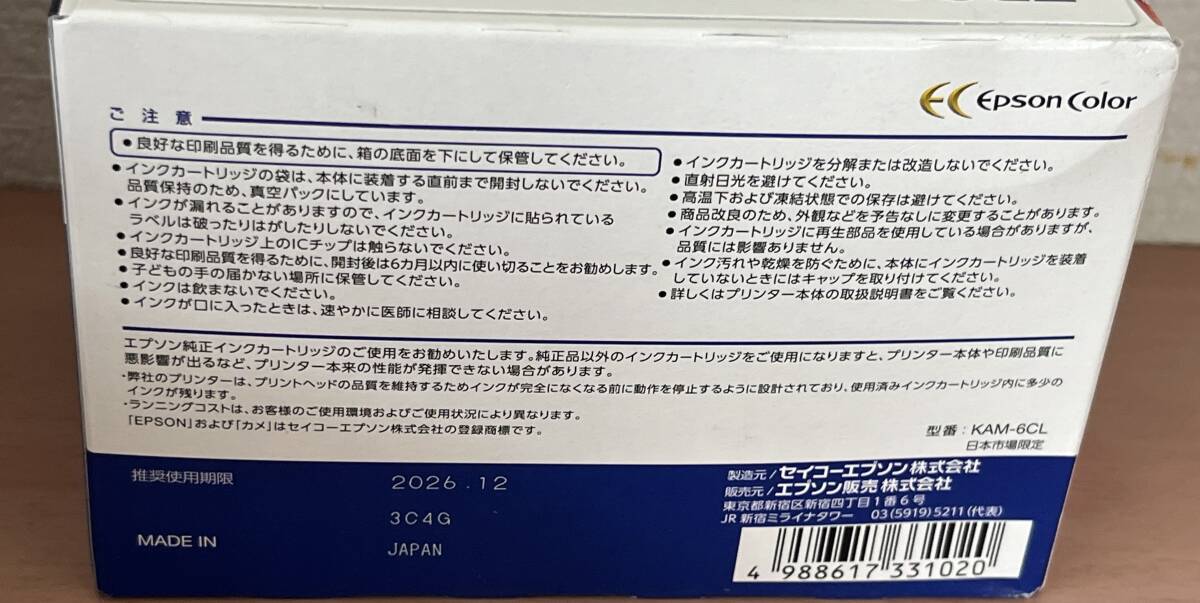 Epson Color
ご注意
●良好な印刷品質を得るために、箱の底面を下にして保管してください。
●インクカートリッジの袋は、本体に装着する直前まで開封しないでください。
品質保持のため、真空パックにしています。
●インクが漏れることがありますので、インクカートリッジに貼られている
ラベルは破ったりはがしたりしないでください。
●インクカートリッジ上のICチップは触らないでください。
●良好な印刷品質を得るために、開封後は6カ月以内に使い切ることをお勧めします。
●子どもの手の届かない場所に保管してください。
●インクは飲まないでください。
●インクが口に入ったときは、速やかに医師に相談してください。
●インクカートリッジを分解または改造しないでください。
●直射日光を避けてください。
●高温下および凍結状態での保存は避けてください。
●商品改良のため、外観などを予告なしに変更することがあります。
●インクカートリッジに再生部品を使用している場合がありますが、
品質には影響ありません。
●インク汚れや乾燥を防ぐために、本体にインクカートリッジを装着
していないときにはキャップを取り付けてください。
●詳しくはプリンター本体の取扱説明書をご覧ください。
エプソン純正インクカートリッジのご使用をお勧めいたします。純正品以外のインクカートリッジをご使用になりますと、プリンター本体や印刷品質に
悪影響が出るなど、プリンター本来の性能が発揮できない場合があります。
・弊社のプリンターは、プリントヘッドの品質を維持するためインクが完全になくなる前に動作を停止するように設計されており、使用済みインクカートリッジ内に多少の
インクが残ります。
・ランニングコストは、お客様のご使用環境およびご使用状況により異なります。
「EPSON」および「カメ」はセイコーエプソン株式会社の登録商標です。
型番:KAM-6CL
日本市場限定
推奨使用期限 2026.12
3C4G
MADE IN JAPAN
製造元/セイコーエプソン株式会社
販売元/エプソン販売株式会社
東京都新宿区新宿四丁目1番6号
JR新宿ミライナタワー 03(5919)5211(代表)
4 988617 331020